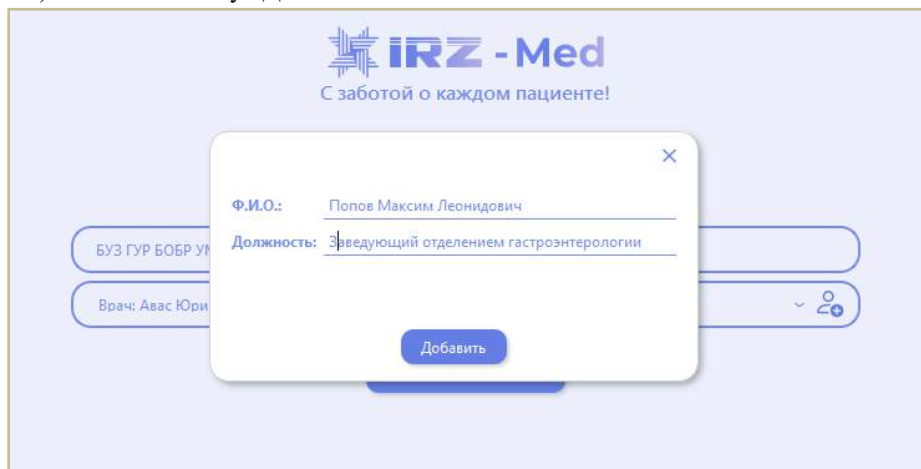 IRZ - Med
С заботой о каждом пациенте!
Ф.И.О.: Попов Максим Леонидович
Должность: Заведующий отделением гастроэнтерологии
БУЗ ГУР БОБР
Врач: Авас Юри
Добавить